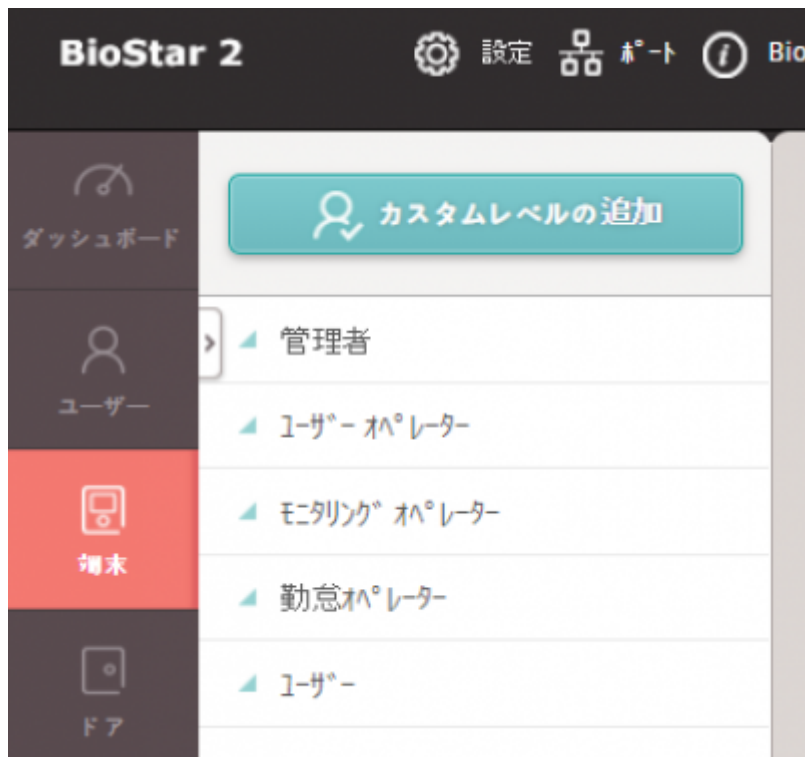 BioStar 2 設定 ﾎﾟｰﾄ Bio
カスタムレベルの追加
ダッシュボード
管理者
ユーザー
ﾕｰｻﾞｰ ｵﾍﾟﾚｰﾀｰ
ﾓﾆﾀﾘﾝｸﾞ ｵﾍﾟﾚｰﾀｰ
端末
勤怠ｵﾍﾟﾚｰﾀｰ
ﾕｰｻﾞｰ
ドア